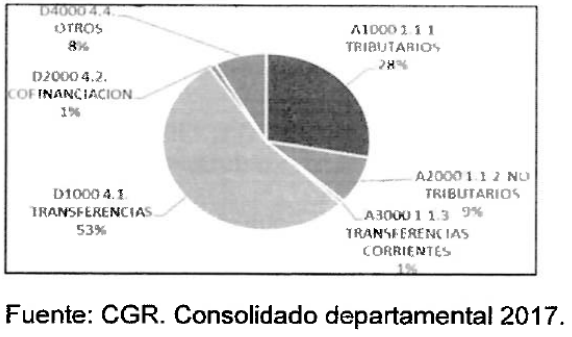 D4000 4.4.
OTROS
8%
A1000 1.1.1
TRIBUTARIOS
28%
D2000 4.2.
COFINANCIACION
1%
A2000 1.1.2 NO
TRIBUTARIOS
9%
D1000 4.1.
TRANSFERENCIAS
53%
A3000 1.1.3
TRANSFERENCIAS
CORRIENTES
1%
Fuente: CGR. Consolidado departamental 2017.